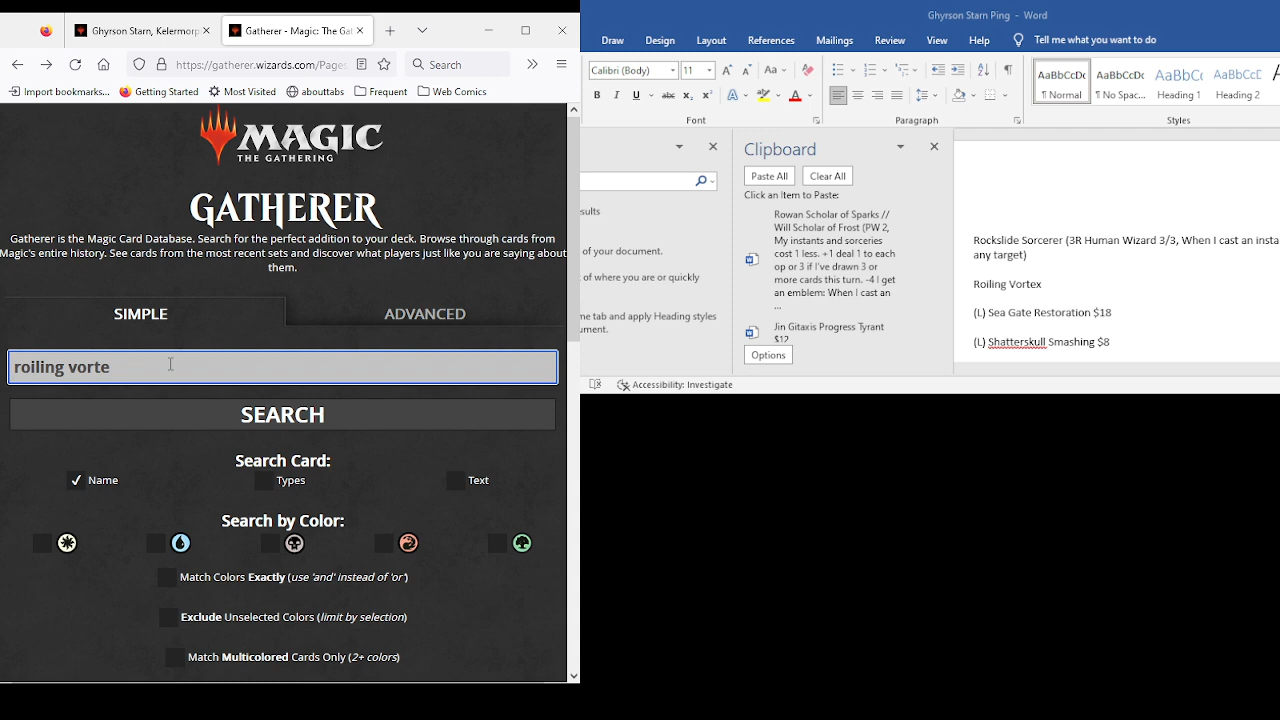 Ghyrson Starn, Kelermorp
Gatherer - Magic: The Gat
https://gatherer.wizards.com/Pages
Search
Import bookmarks...
Getting Started
Most Visited
abouttabs
Frequent
Web Comics
MAGIC
THE GATHERING
GATHERER
Gatherer is the Magic Card Database. Search for the perfect addition to your deck. Browse through cards from
Magic's entire history. See cards from the most recent sets and discover what players just like you are saying about
them.
SIMPLE
ADVANCED
roiling vorte
SEARCH
Search Card:
Name
Types
Text
Search by Color:
Match Colors Exactly (use 'and' instead of 'or')
Exclude Unselected Colors (limit by selection)
Match Multicolored Cards Only (2+ colors)
Ghyrson Starn Ping - Word
Draw
Design
Layout
References
Mailings
Review
View
Help
Tell me what you want to do
Calibri (Body)
11
Font
Paragraph
AaBbCcDc
¶ Normal
AaBbCcDc
¶ No Spac...
AaBbCc
Heading 1
AaBbCcD
Heading 2
Styles
sults
of your document.
of where you are or quickly
me tab and apply Heading styles
ument.
Clipboard
Paste All
Clear All
Click an Item to Paste:
Rowan Scholar of Sparks //
Will Scholar of Frost (PW 2,
My instants and sorceries
cost 1 less. +1 deal 1 to each
op or 3 if I've drawn 3 or
more cards this turn. -4 I get
an emblem: When I cast an
...
Jin Gitaxis Progress Tyrant
$12
Options
Rockslide Sorcerer (3R Human Wizard 3/3, When I cast an insta
any target)
Roiling Vortex
(L) Sea Gate Restoration $18
(L) Shatterskull Smashing $8
Accessibility: Investigate